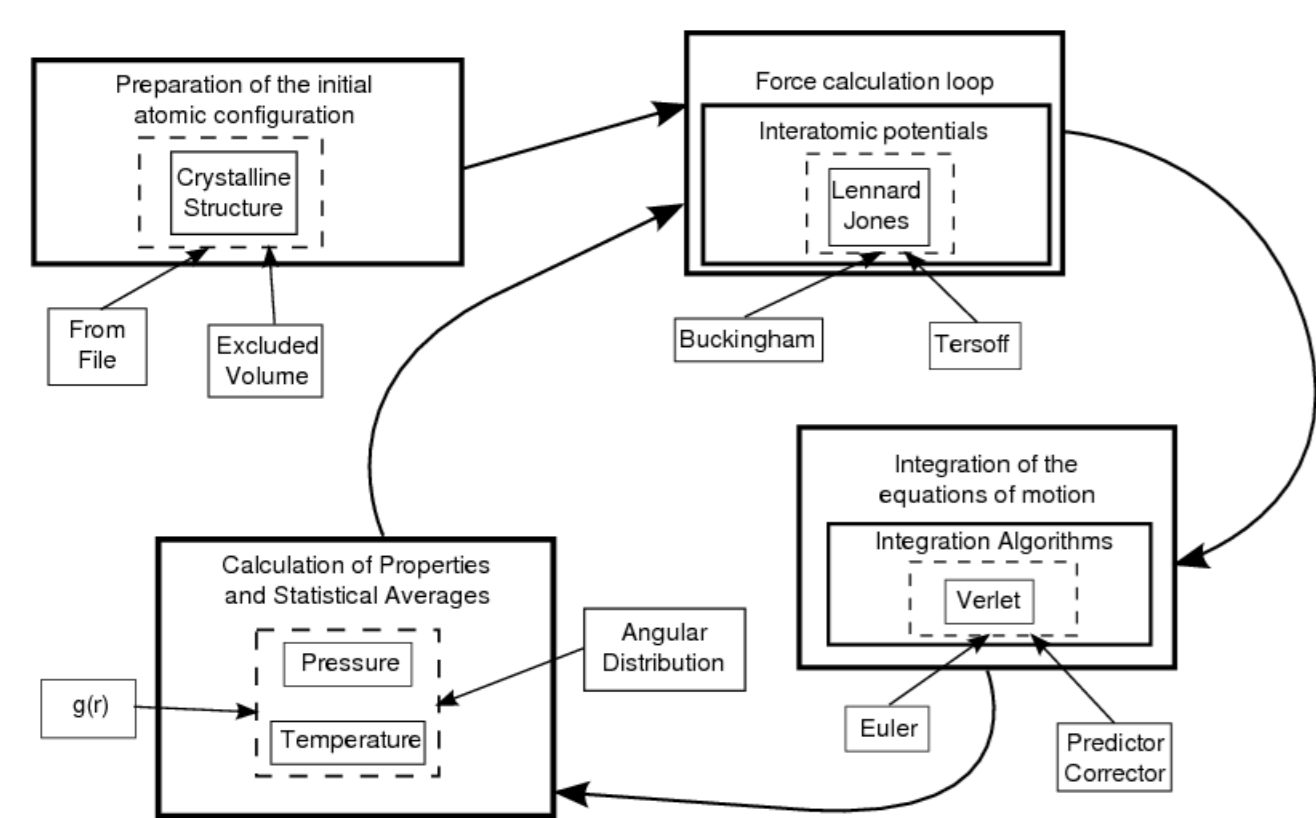 Preparation of the initial
atomic configuration
Crystalline
Structure
From
File
Excluded
Volume
Force calculation loop
Interatomic potentials
Lennard
Jones
Buckingham
Tersoff
Integration of the
equations of motion
Integration Algorithms
Verlet
Euler
Predictor
Corrector
Calculation of Properties
and Statistical Averages
Pressure
Temperature
g(r)
Angular
Distribution